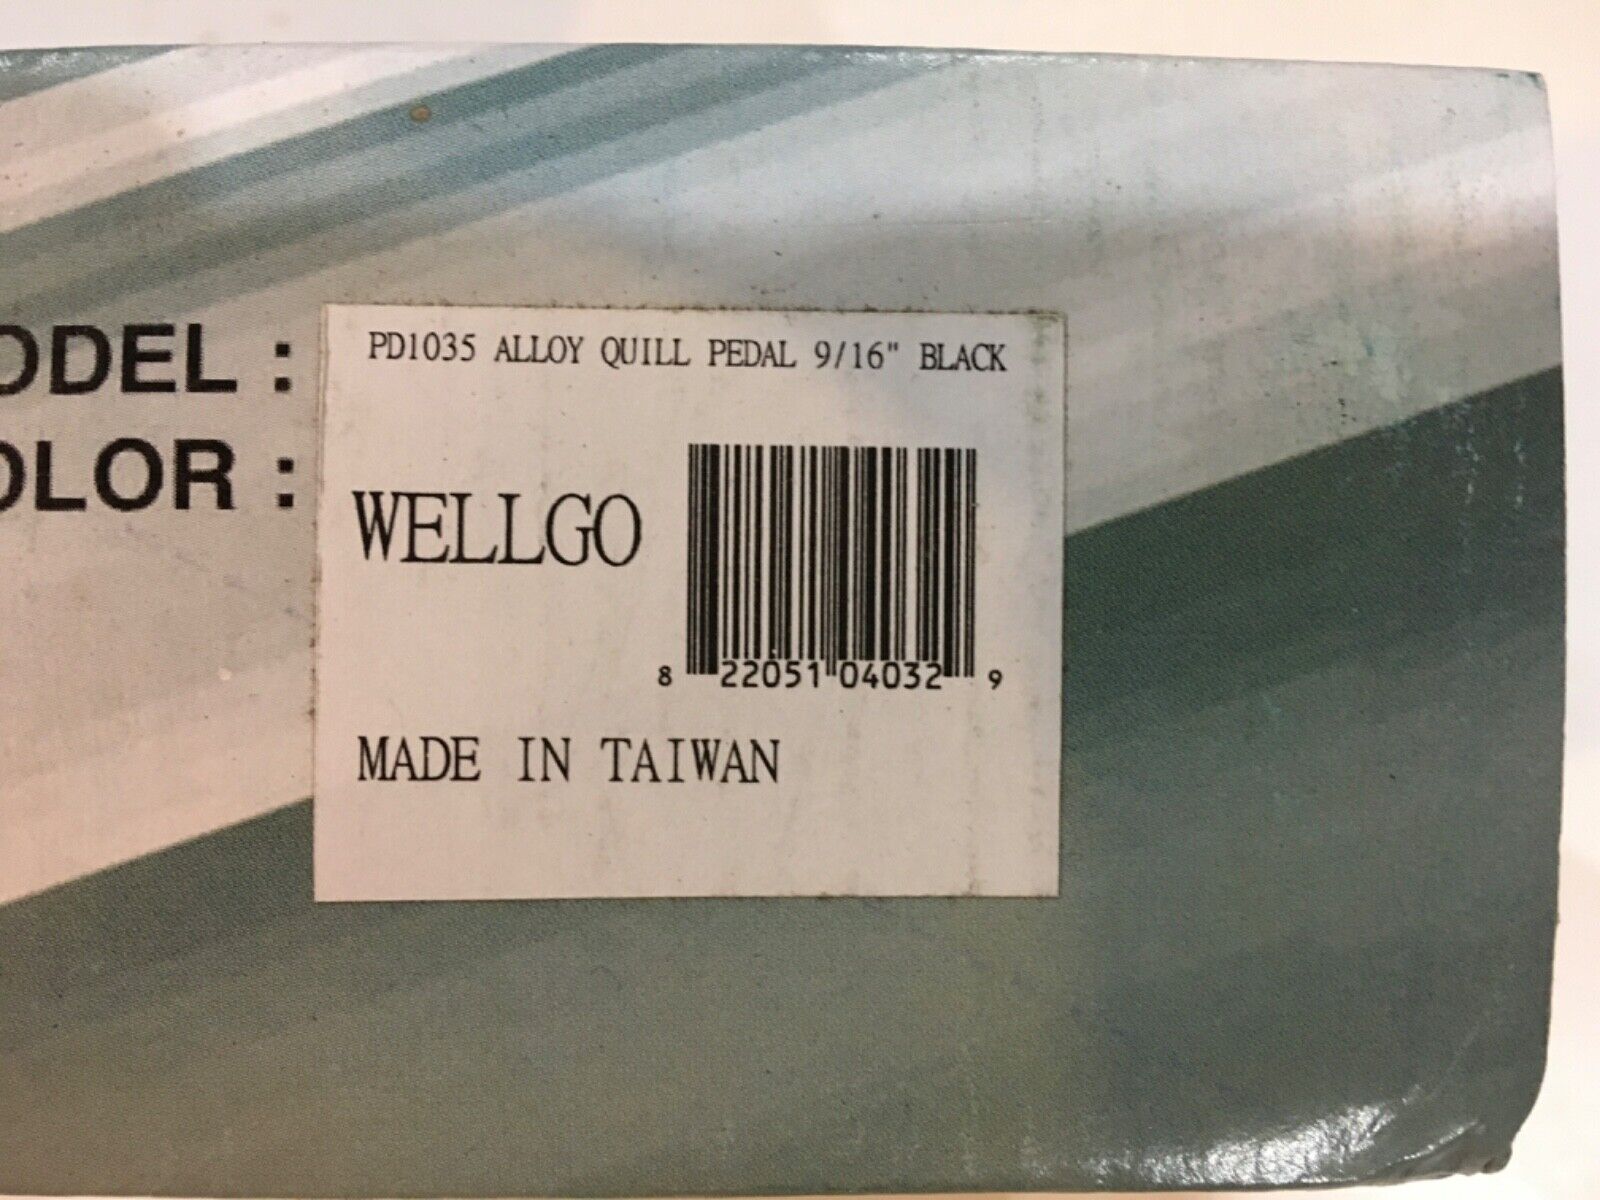 ODEL : PD1035 ALLOY QUILL PEDAL 9/16" BLACK
OLOR :
WELLGO
8 22051 04032 9
MADE IN TAIWAN